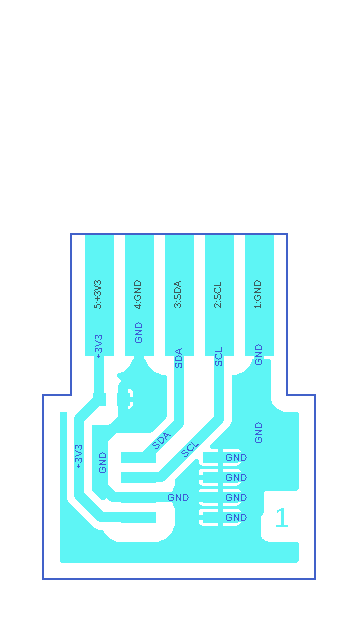 5:+3V3
4:GND
3:SDA
2:SCL
1:GND
+3V3
GND
SDA
SCL
GND
SDA
SCL
GND
+3V3
GND
GND
GND
GND
GND
GND
1